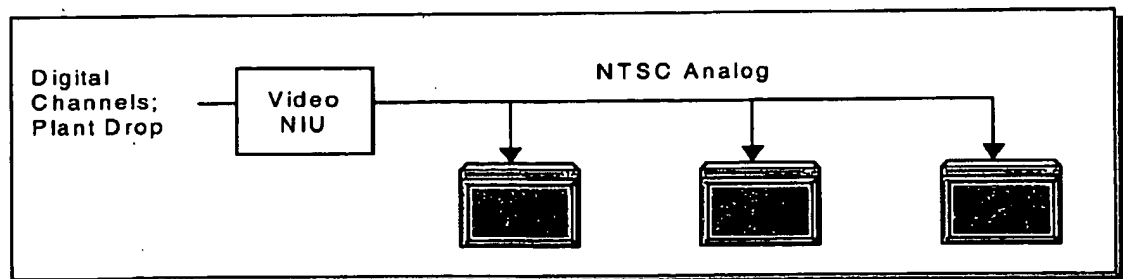 Digital
Channels;
Plant Drop
Video
NIU
NTSC Analog